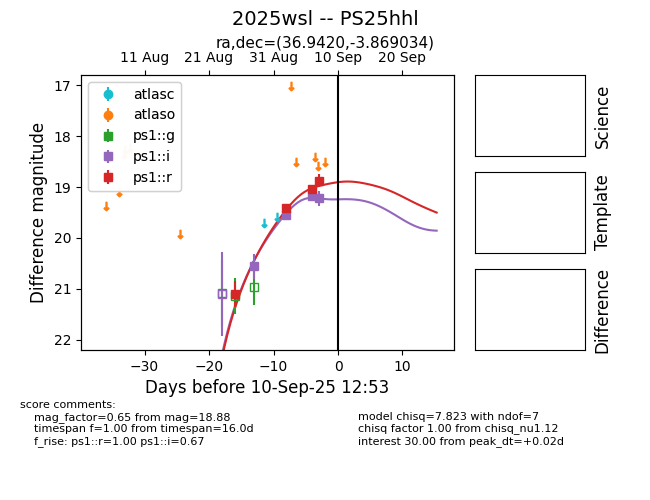 2025wsl -- PS25hhl
ra,dec=(36.9420,-3.869034)
11 Aug 21 Aug 31 Aug 10 Sep 20 Sep
atlasc
atlaso
ps1::g
ps1::i
ps1::r
17
18
19
20
21
22
Difference magnitude
−30 −20 −10 0 10
Days before 10-Sep-25 12:53
Science
Template
Difference
score comments:
mag_factor=0.65 from mag=18.88
timespan f=1.00 from timespan=16.0d
f_rise: ps1::r=1.00 ps1::i=0.67
model chisq=7.823 with ndof=7
chisq factor 1.00 from chisq_nu1.12
interest 30.00 from peak_dt=+0.02d